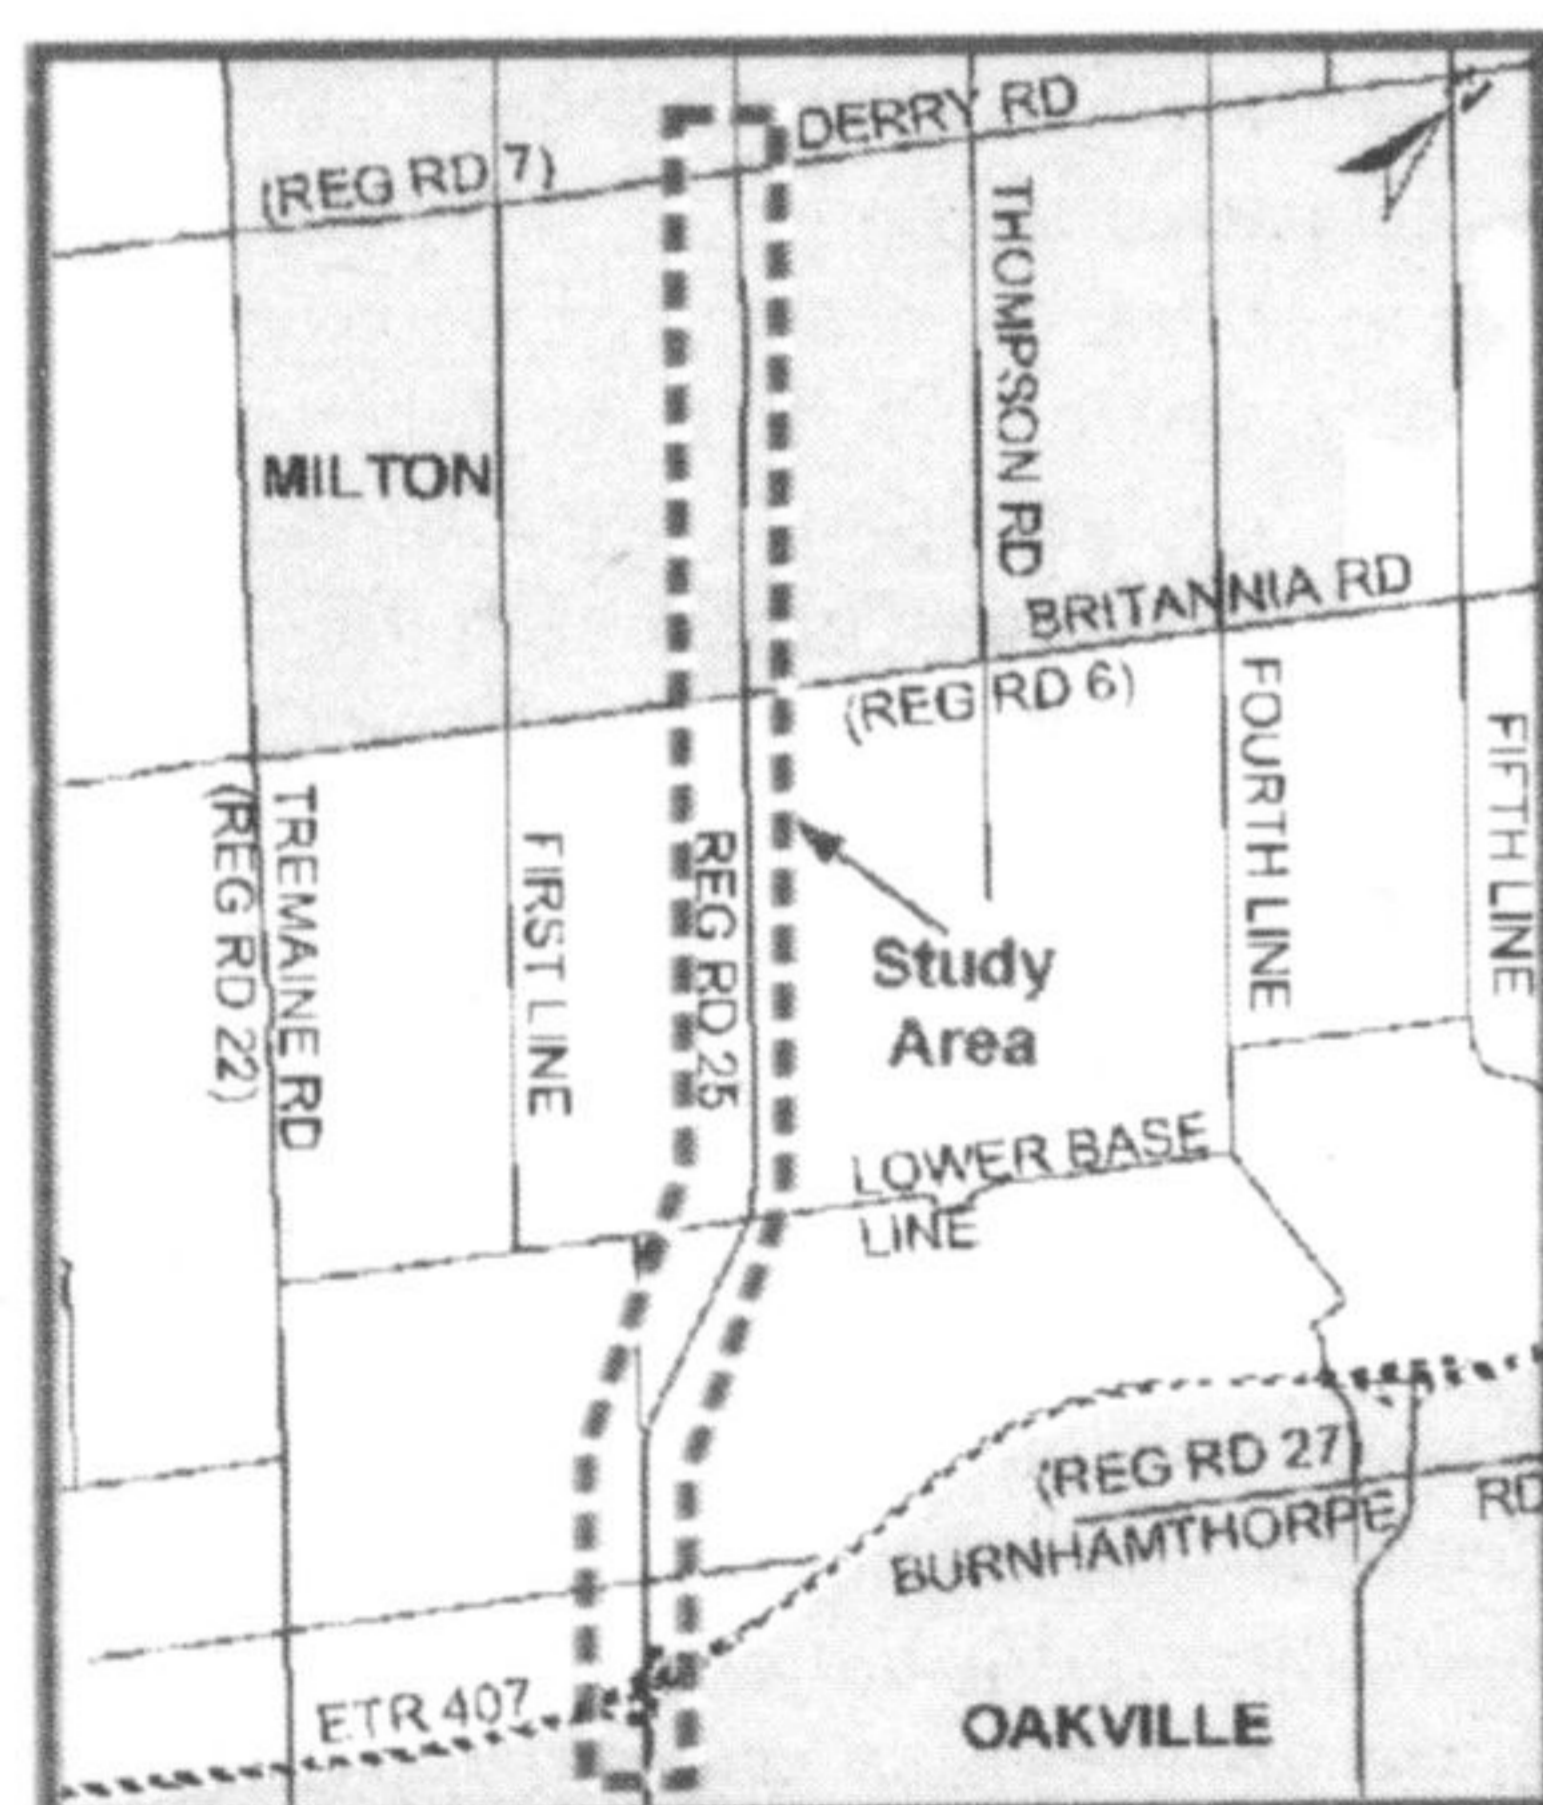 DERRY RD
(REG RD 7)
THOMPSON RD
MILTON
BRITANNIA RD
(REG RD 6)
FOURTH LINE
FIFTH LINE
TREMAINE RD
(REG RD 22)
FIRST LINE
REG RD 25
Study
Area
LOWER BASE
LINE
(REG RD 27)
BURNHAMTHORPE RD
ETR 407
OAKVILLE